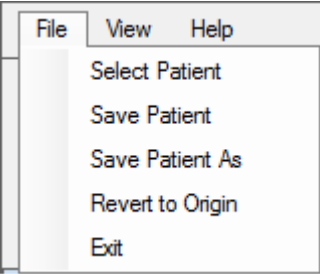 File View Help
Select Patient
Save Patient
Save Patient As
Revert to Origin
Exit